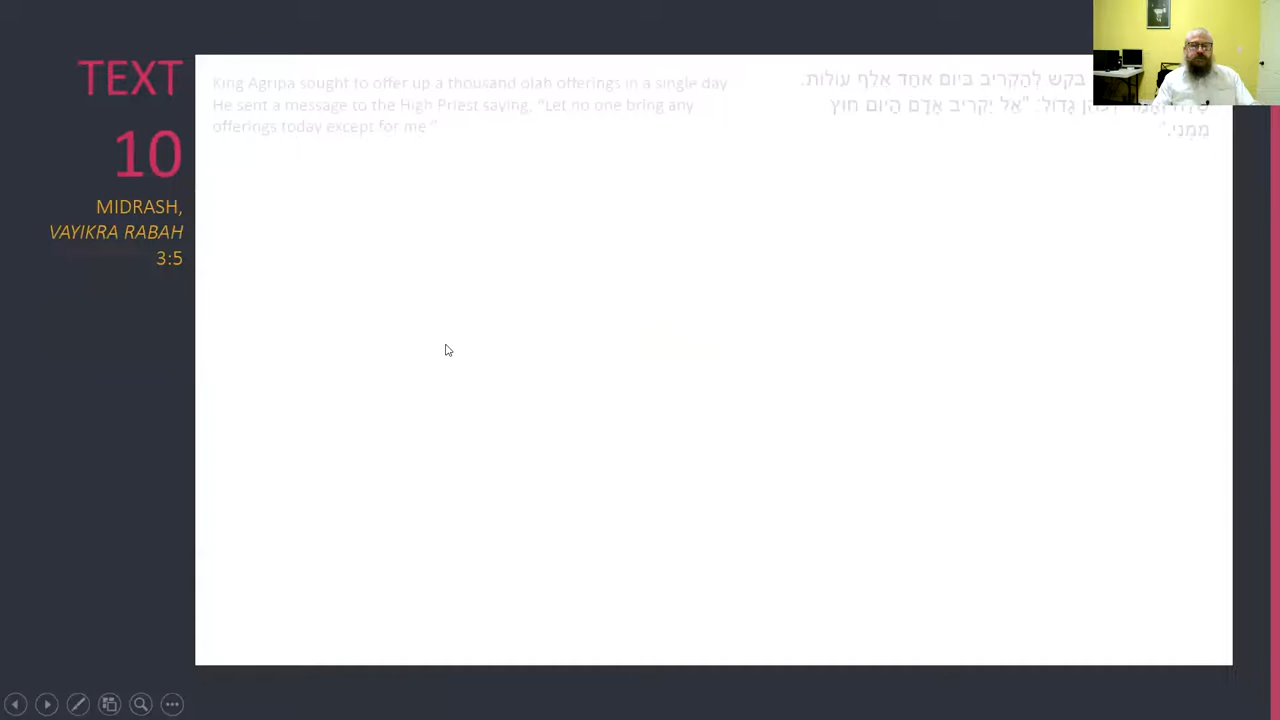 TEXT
10
MIDRASH,
VAYIKRA RABAH
3:5
King Agripa sought to offer up a thousand olah offerings in a single day
He sent a message to the High Priest saying, "Let no one bring any
offerings today except for me"
בִּקֵּשׁ לְהַקְרִיב בְּיוֹם אֶחָד אֶלֶף עוֹלוֹת.
גָּדוֹל: "אַל יַקְרִיב אָדָם הַיּוֹם חוּץ
מִמֶּנִּי."